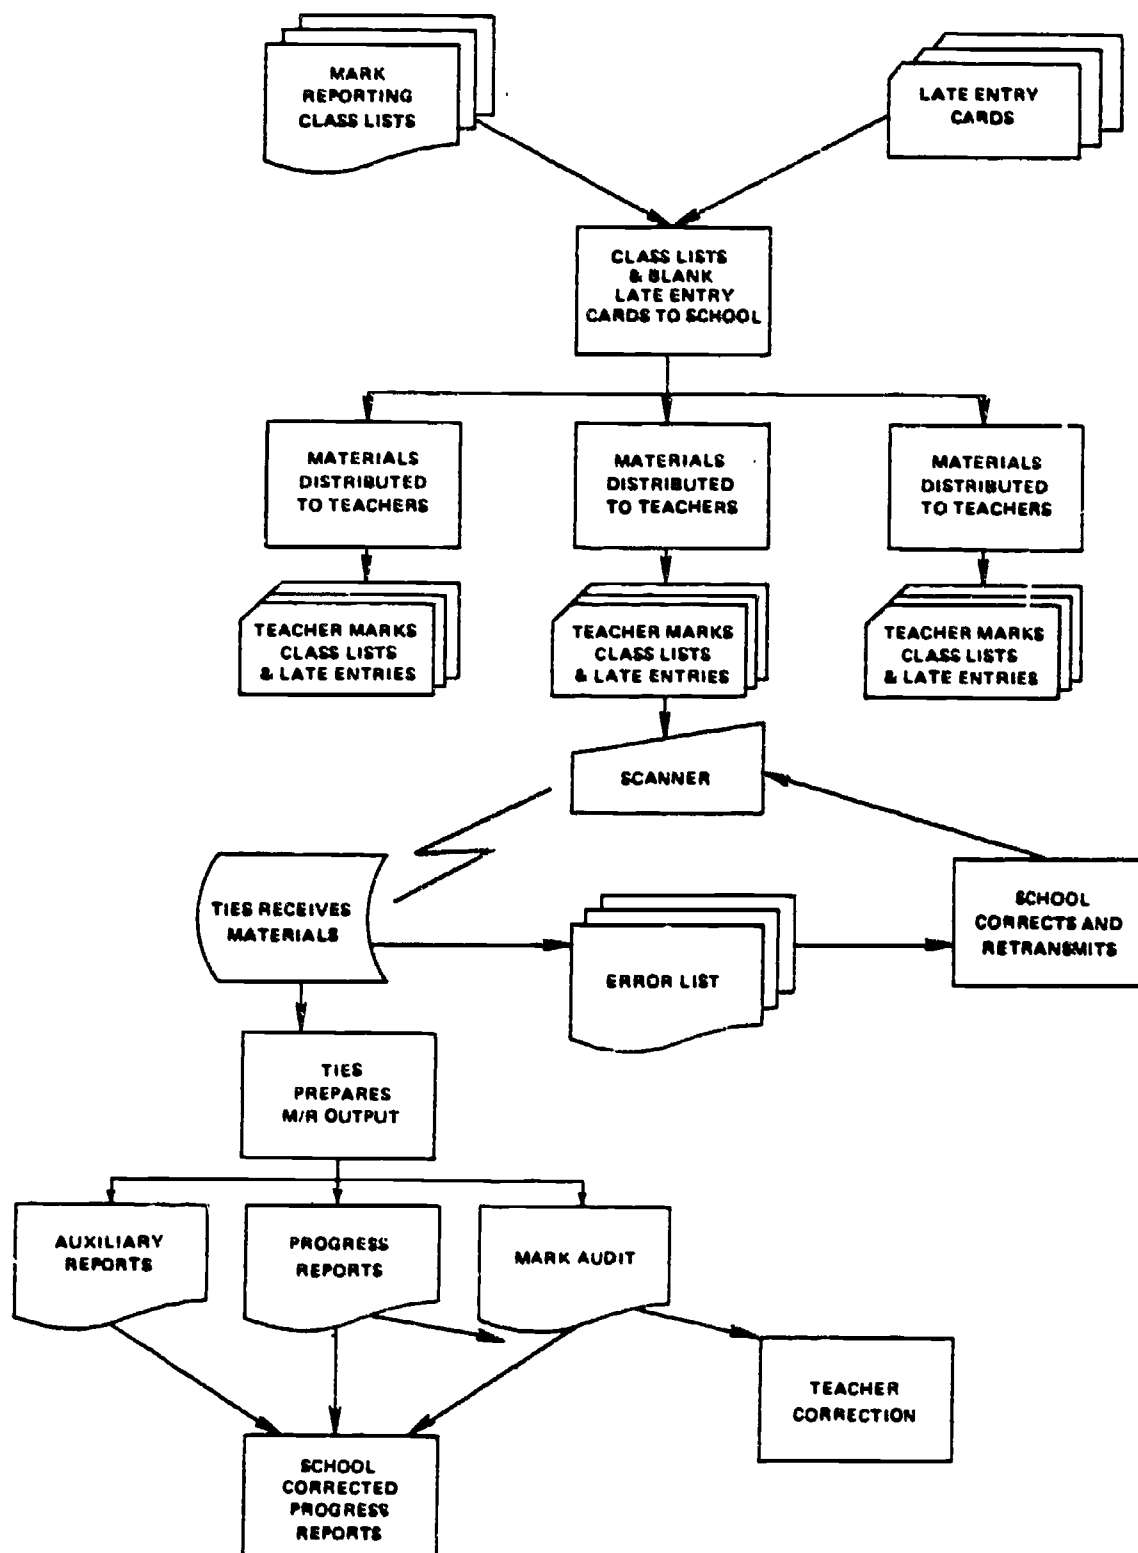 MARK
REPORTING
CLASS LISTS
LATE ENTRY
CARDS
CLASS LISTS
& BLANK
LATE ENTRY
CARDS TO SCHOOL
MATERIALS
DISTRIBUTED
TO TEACHERS
MATERIALS
DISTRIBUTED
TO TEACHERS
MATERIALS
DISTRIBUTED
TO TEACHERS
TEACHER MARKS
CLASS LISTS
& LATE ENTRIES
TEACHER MARKS
CLASS LISTS
& LATE ENTRIES
TEACHER MARKS
CLASS LISTS
& LATE ENTRIES
SCANNER
TIES RECEIVES
MATERIALS
ERROR LIST
SCHOOL
CORRECTS AND
RETRANSMITS
TIES
PREPARES
M/R OUTPUT
AUXILIARY
REPORTS
PROGRESS
REPORTS
MARK AUDIT
TEACHER
CORRECTION
SCHOOL
CORRECTED
PROGRESS
REPORTS